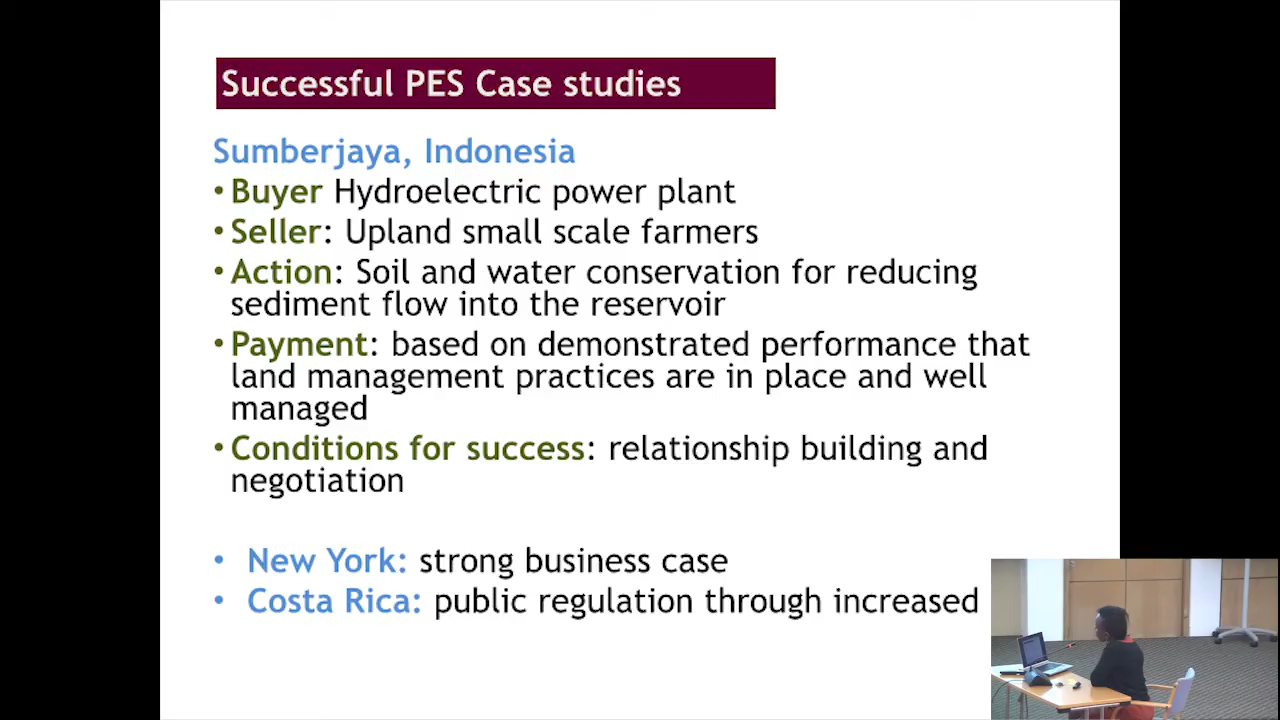 Successful PES Case studies
Sumberjaya, Indonesia
• Buyer Hydroelectric power plant
• Seller: Upland small scale farmers
• Action: Soil and water conservation for reducing
sediment flow into the reservoir
• Payment: based on demonstrated performance that
land management practices are in place and well
managed
• Conditions for success: relationship building and
negotiation
• New York: strong business case
• Costa Rica: public regulation through increased